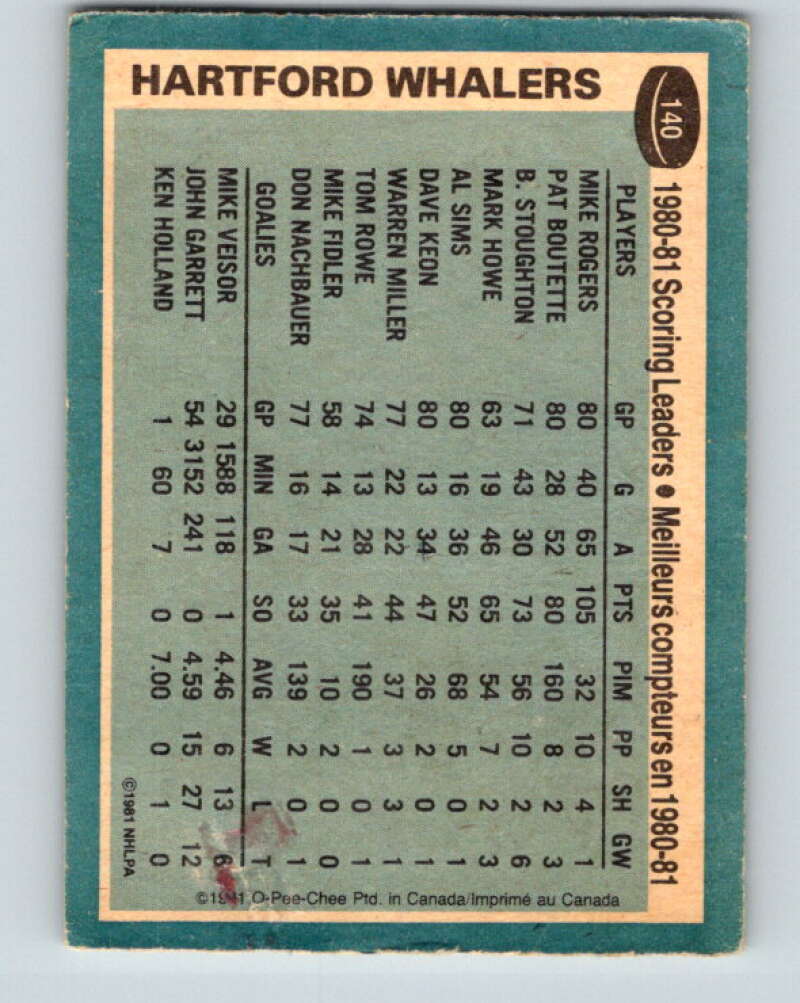 HARTFORD WHALERS
140
1980-81 Scoring Leaders • Meilleurs compteurs en 1980-81
PLAYERS GP G A PTS PIM PP SH GW
MIKE ROGERS 80 40 65 105 32 10 4 1
PAT BOUTETTE 80 28 52 80 160 8 2 3
B. STOUGHTON 71 43 30 73 56 10 2 6
MARK HOWE 63 19 46 65 54 7 2 3
AL SIMS 80 16 36 52 68 5 0 1
DAVE KEON 80 13 34 47 26 2 0 1
WARREN MILLER 77 22 22 44 37 3 3 1
TOM ROWE 74 13 28 41 190 1 0 1
MIKE FIDLER 58 14 21 35 10 2 0 0
DON NACHBAUER 77 16 17 33 139 2 0 1
GOALIES GP MIN GA SO AVG W L T
MIKE VEISOR 29 1588 118 1 4.46 6 13 6
JOHN GARRETT 54 3152 241 0 4.59 15 27 12
KEN HOLLAND 1 60 7 0 7.00 0 1 0
©1981 NHLPA
O-Pee-Chee Ptd. in Canada/Imprimé au Canada